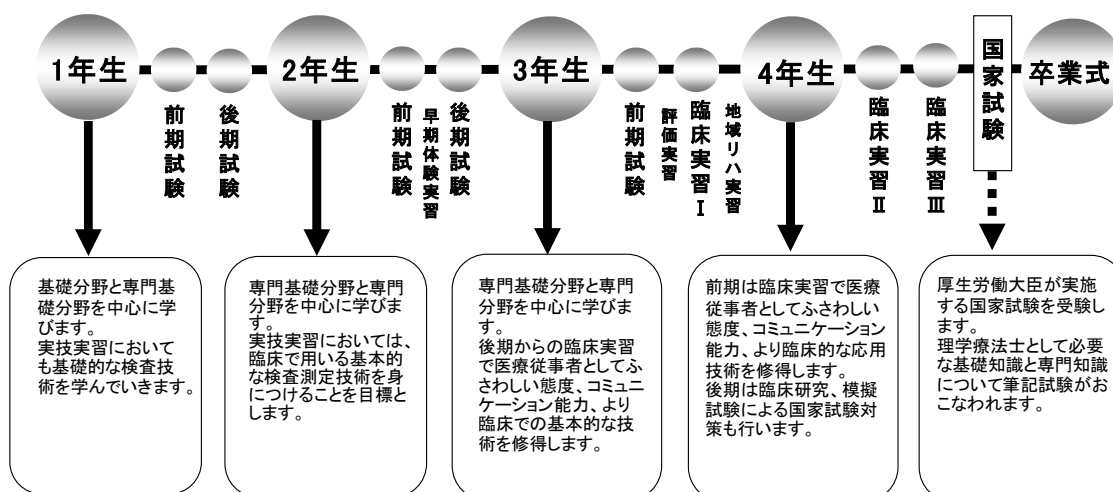 1年生
前期試験
後期試験
2年生
前期試験
早期体験実習
後期試験
3年生
前期試験
評価実習
臨床実習Ⅰ
地域リハ実習
4年生
臨床実習Ⅱ
臨床実習Ⅲ
国家試験
卒業式
基礎分野と専門基
礎分野を中心に学
びます。
実技実習において
も基礎的な検査技
術を学んでいきます。
専門基礎分野と専門
分野を中心に学びま
す。
実技実習においては、
臨床で用いる基本的
な検査測定技術を身
につけることを目標と
します。
専門基礎分野と専門
分野を中心に学びま
す。
後期からの臨床実習
で医療従事者としてふ
さわしい態度、コミュニ
ケーション能力、より
臨床での基本的な技
術を修得します。
前期は臨床実習で医療
従事者としてふさわしい
態度、コミュニケーション
能力、より臨床的な応用
技術を修得します。
後期は臨床研究、模擬
試験による国家試験対
策も行います。
厚生労働大臣が実施
する国家試験を受験し
ます。
理学療法士として必要
な基礎知識と専門知識
について筆記試験がお
こなわれます。